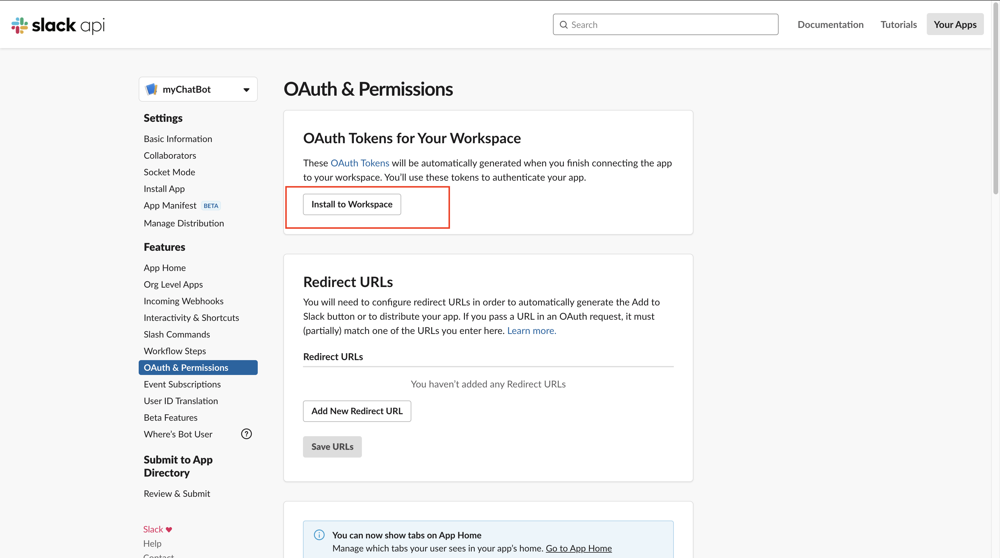 slack api
Search
Documentation
Tutorials
Your Apps
myChatBot
Settings
Basic Information
Collaborators
Socket Mode
Install App
App Manifest BETA
Manage Distribution
Features
App Home
Org Level Apps
Incoming Webhooks
Interactivity & Shortcuts
Slash Commands
Workflow Steps
OAuth & Permissions
Event Subscriptions
User ID Translation
Beta Features
Where’s Bot User ?
Submit to App
Directory
Review & Submit
Slack ♥
Help
Contact
OAuth & Permissions
OAuth Tokens for Your Workspace
These OAuth Tokens will be automatically generated when you finish connecting the app
to your workspace. You’ll use these tokens to authenticate your app.
Install to Workspace
Redirect URLs
You will need to configure redirect URLs in order to automatically generate the Add to
Slack button or to distribute your app. If you pass a URL in an OAuth request, it must
(partially) match one of the URLs you enter here. Learn more.
Redirect URLs
You haven’t added any Redirect URLs
Add New Redirect URL
Save URLs
You can now show tabs on App Home
Manage which tabs your user sees in your app’s home. Go to App Home